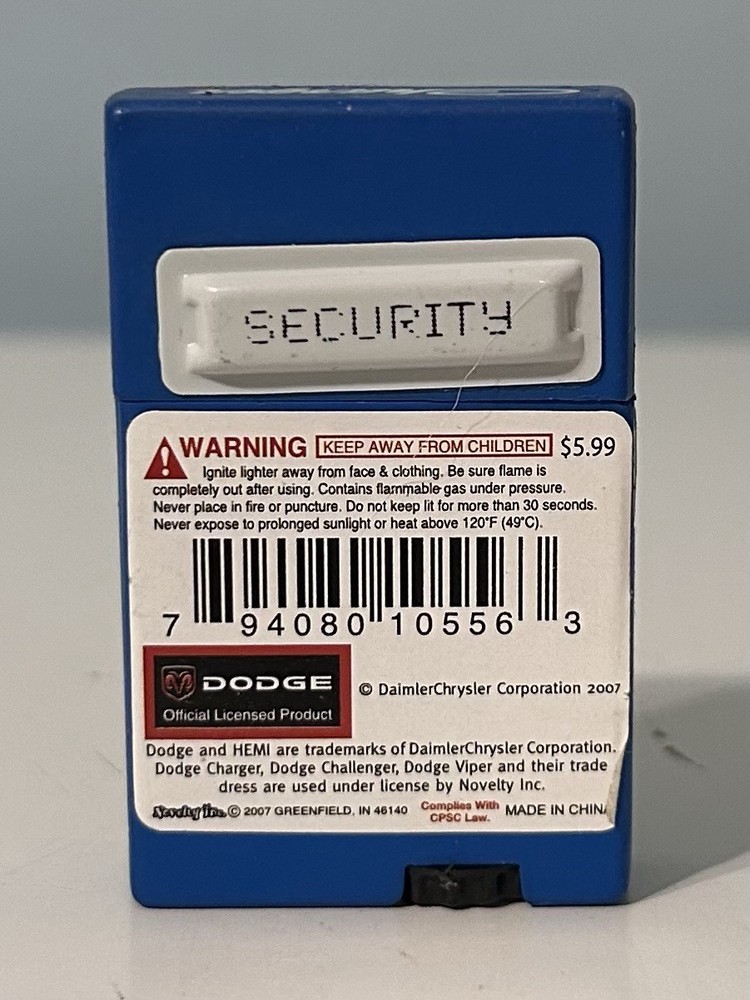 SECURITY
WARNING KEEP AWAY FROM CHILDREN $5.99
Ignite lighter away from face & clothing. Be sure flame is
completely out after using. Contains flammable gas under pressure.
Never place in fire or puncture. Do not keep lit for more than 30 seconds.
Never expose to prolonged sunlight or heat above 120°F (49°C).
7 94080 10556 3
DODGE
Official Licensed Product
© DaimlerChrysler Corporation 2007
Dodge and HEMI are trademarks of DaimlerChrysler Corporation.
Dodge Charger, Dodge Challenger, Dodge Viper and their trade
dress are used under license by Novelty Inc.
Novelty Inc. © 2007 GREENFIELD, IN 46140 Complies With CPSC Law. MADE IN CHINA